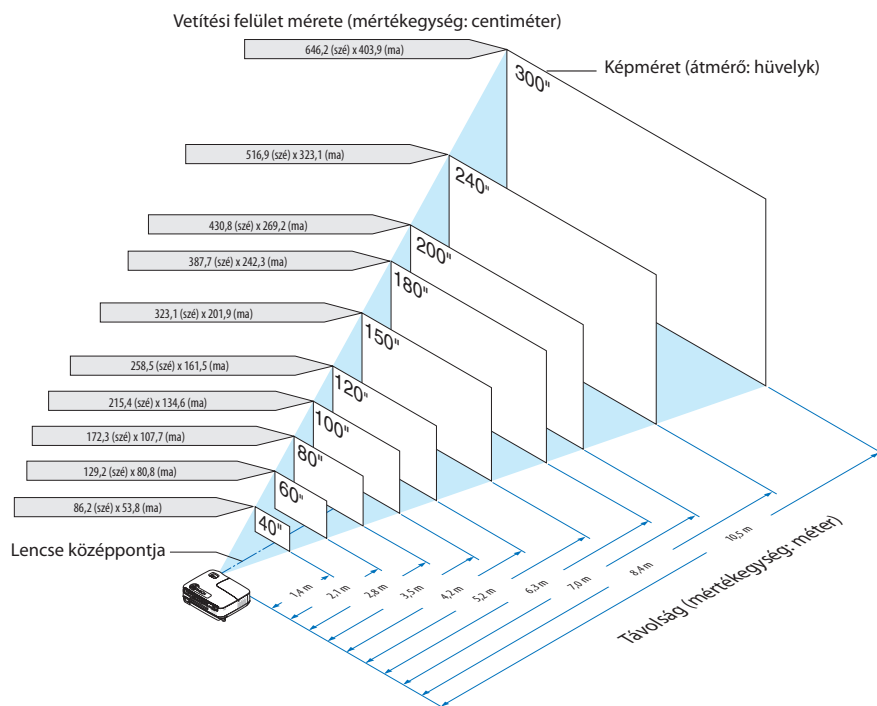 Vetítési felület mérete (mértékegység: centiméter)
646,2 (szé) x 403,9 (ma)
Képméret (átmérő: hüvelyk)
300"
516,9 (szé) x 323,1 (ma)
240"
430,8 (szé) x 269,2 (ma)
200"
387,7 (szé) x 242,3 (ma)
180"
323,1 (szé) x 201,9 (ma)
150"
258,5 (szé) x 161,5 (ma)
120"
215,4 (szé) x 134,6 (ma)
100"
172,3 (szé) x 107,7 (ma)
80"
129,2 (szé) x 80,8 (ma)
60"
86,2 (szé) x 53,8 (ma)
40"
Lencse középpontja
1,4 m
2,1 m
2,8 m
3,5 m
4,2 m
5,2 m
6,3 m
7,0 m
8,4 m
10,5 m
Távolság (mértékegység: méter)